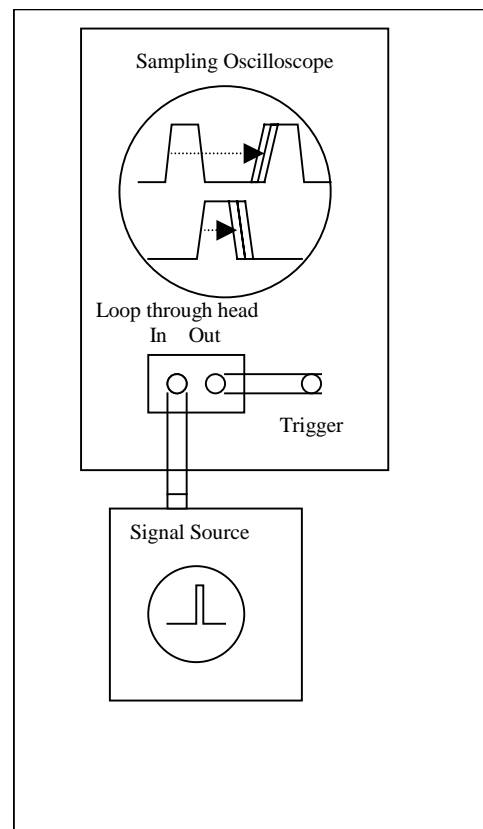 Sampling Oscilloscope
Loop through head
In Out
Trigger
Signal Source